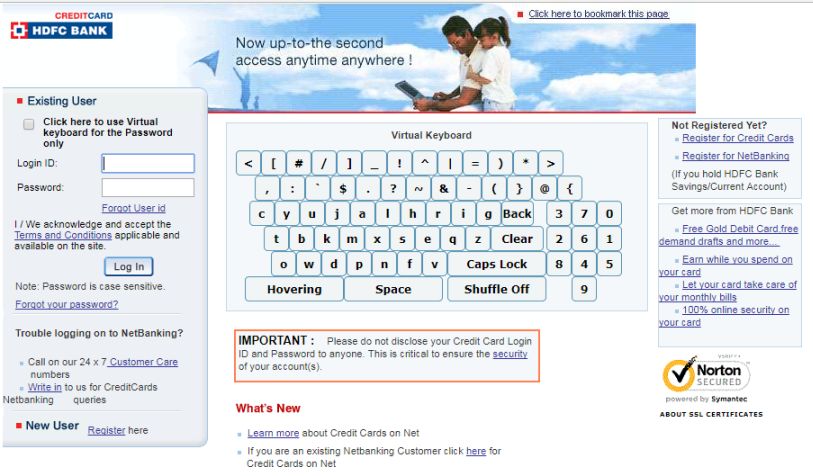 CREDITCARD
HDFC BANK
Now up-to-the second
access anytime anywhere !
Click here to bookmark this page
Existing User
Click here to use Virtual
keyboard for the Password
only
Login ID:
Password:
Forgot User id
I / We acknowledge and accept the
Terms and Conditions applicable and
available on the site.
Log In
Note: Password is case sensitive.
Forgot your password?
Trouble logging on to NetBanking?
Call on our 24 x 7 Customer Care
numbers
Write in to us for CreditCards
Netbanking queries
New User Register here
Virtual Keyboard
< [ # / ] _ ! ^ | = ) * >
, : ` $ . ? ~ & - ( } @ {
c y u j a l h r i g Back 3 7 0
t b k m x s e q z Clear 2 6 1
o w d p v n f Caps Lock 8 4 5
Hovering Space Shuffle Off 9
IMPORTANT : Please do not disclose your Credit Card Login
ID and Password to anyone. This is critical to ensure the security
of your account(s).
What's New
Learn more about Credit Cards on Net
If you are an existing Netbanking Customer click here for
Credit Cards on Net
Not Registered Yet?
Register for Credit Cards
Register for NetBanking
(If you hold HDFC Bank
Savings/Current Account)
Get more from HDFC Bank
Free Gold Debit Card,free
demand drafts and more...
Earn while you spend on
your card
Let your card take care of
your monthly bills
100% online security on
your card
Norton
SECURED
powered by Symantec
ABOUT SSL CERTIFICATES